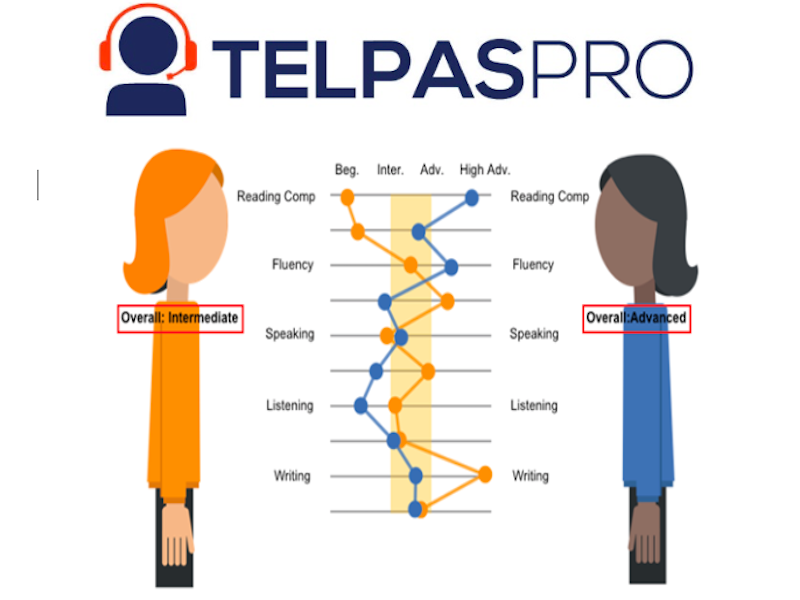 TELPASPRO
Beg. Inter. Adv. High Adv.
Reading Comp Reading Comp
Fluency Fluency
Overall: Intermediate Overall:Advanced
Speaking Speaking
Listening Listening
Writing Writing